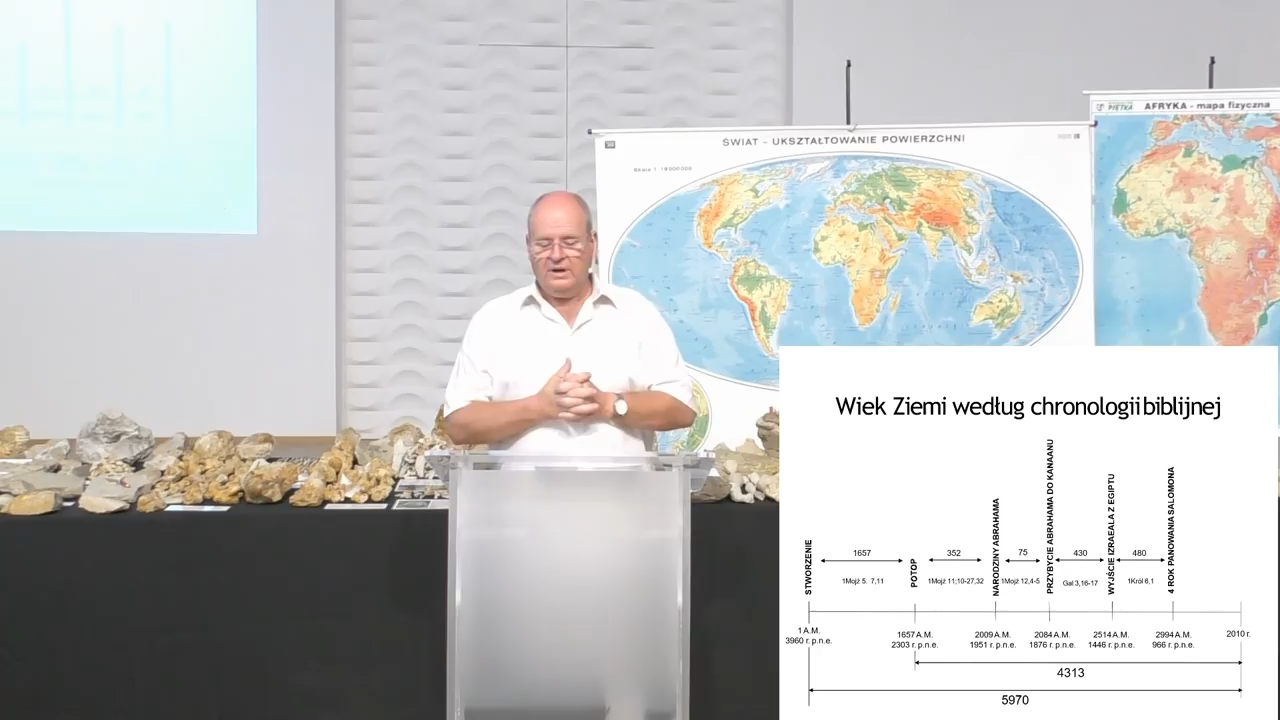 ŚWIAT – UKSZTAŁTOWANIE POWIERZCHNI
PIĘTKA
AFRYKA - mapa fizyczna
Wiek Ziemi według chronologii biblijnej
STWORZENIE
1657
1Mojż 5. 7,11
POTOP
352
1Mojż 11;10-27,32
NARODZINY ABRAHAMA
75
1Mojż 12,4-5
PRZYBYCIE ABRAHAMA DO KANAANU
430
Gal 3,16-17
WYJŚCIE IZRAELA Z EGIPTU
480
1Król 6,1
4 ROK PANOWANIA SALOMONA
1 A.M.
3960 r. p.n.e.
1657 A.M.
2303 r. p.n.e.
2009 A.M.
1951 r. p.n.e.
2084 A.M.
1876 r. p.n.e.
2514 A.M.
1446 r. p.n.e.
2994 A.M.
966 r. p.n.e.
2010 r.
4313
5970